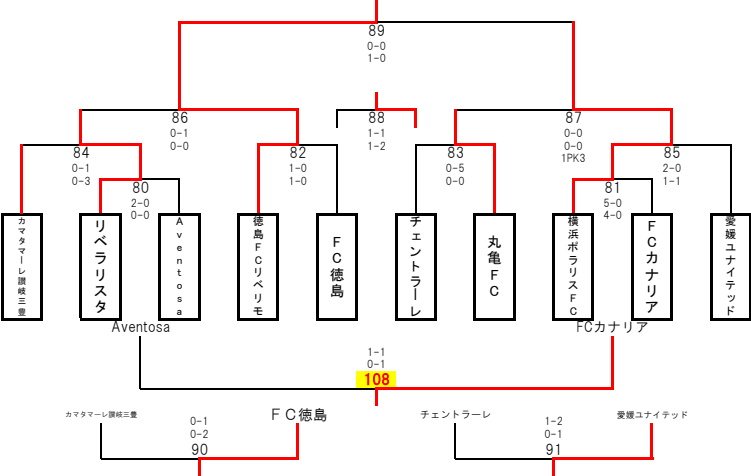 89
0-0
1-0
86
88
87
0-1
0-0
1-1
1-2
0-0
0-0
1PK3
84
82
83
85
0-1
0-3
1-0
1-0
0-5
0-0
2-0
1-1
80
81
2-0
0-0
5-0
4-0
カマタマーレ讃岐三豊
リベラリスタ
Aventosa
徳島FCリベリモ
FC徳島
チェントラーレ
丸亀FC
横浜ポラリスFC
FCカナリア
愛媛ユナイテッド
Aventosa
FCカナリア
1-1
0-1
108
カマタマーレ讃岐三豊
FC徳島
チェントラーレ
愛媛ユナイテッド
0-1
0-2
90
1-2
0-1
91